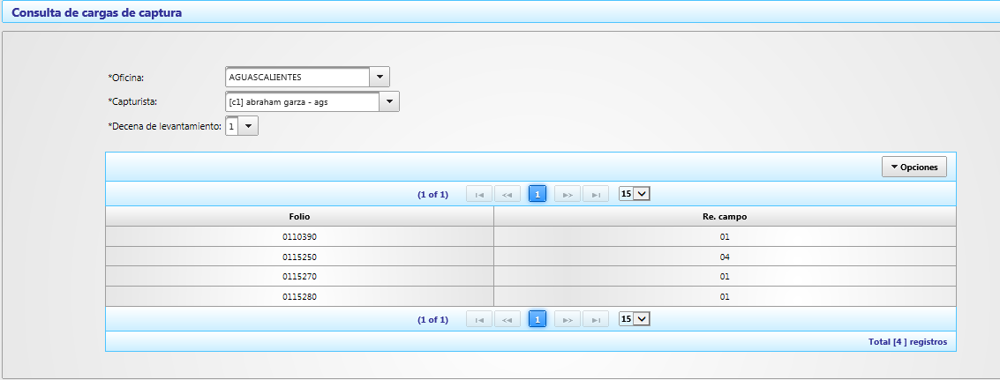 Consulta de cargas de captura
*Oficina: AGUASCALIENTES
*Capturista: [c1] abraham garza - ags
*Decena de levantamiento: 1
Opciones
(1 of 1) 1 15
Folio Re. campo
0110390 01
0115250 04
0115270 01
0115280 01
(1 of 1) 1 15
Total [4 ] registros